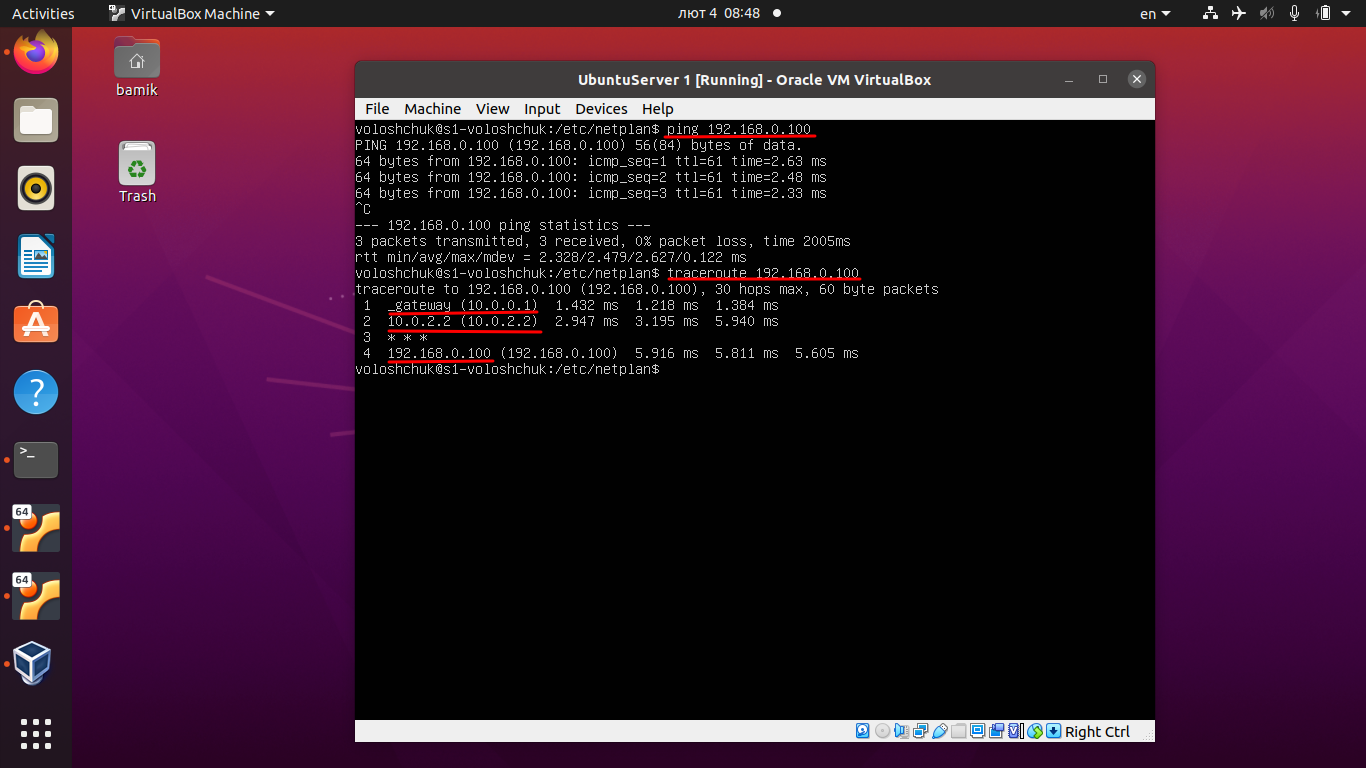 Activities VirtualBox Machine лют 4 08:48 en
bamik
Trash
64
64
UbuntuServer 1 [Running] - Oracle VM VirtualBox
File Machine View Input Devices Help
voloshchuk@s1-voloshchuk:/etc/netplan$ ping 192.168.0.100
PING 192.168.0.100 (192.168.0.100) 56(84) bytes of data.
64 bytes from 192.168.0.100: icmp_seq=1 ttl=61 time=2.63 ms
64 bytes from 192.168.0.100: icmp_seq=2 ttl=61 time=2.48 ms
64 bytes from 192.168.0.100: icmp_seq=3 ttl=61 time=2.33 ms
^C
--- 192.168.0.100 ping statistics ---
3 packets transmitted, 3 received, 0% packet loss, time 2005ms
rtt min/avg/max/mdev = 2.328/2.479/2.627/0.122 ms
voloshchuk@s1-voloshchuk:/etc/netplan$ traceroute 192.168.0.100
traceroute to 192.168.0.100 (192.168.0.100), 30 hops max, 60 byte packets
1 _gateway (10.0.0.1) 1.432 ms 1.218 ms 1.384 ms
2 10.0.2.2 (10.0.2.2) 2.947 ms 3.195 ms 5.940 ms
3 * * *
4 192.168.0.100 (192.168.0.100) 5.916 ms 5.811 ms 5.605 ms
voloshchuk@s1-voloshchuk:/etc/netplan$
Right Ctrl